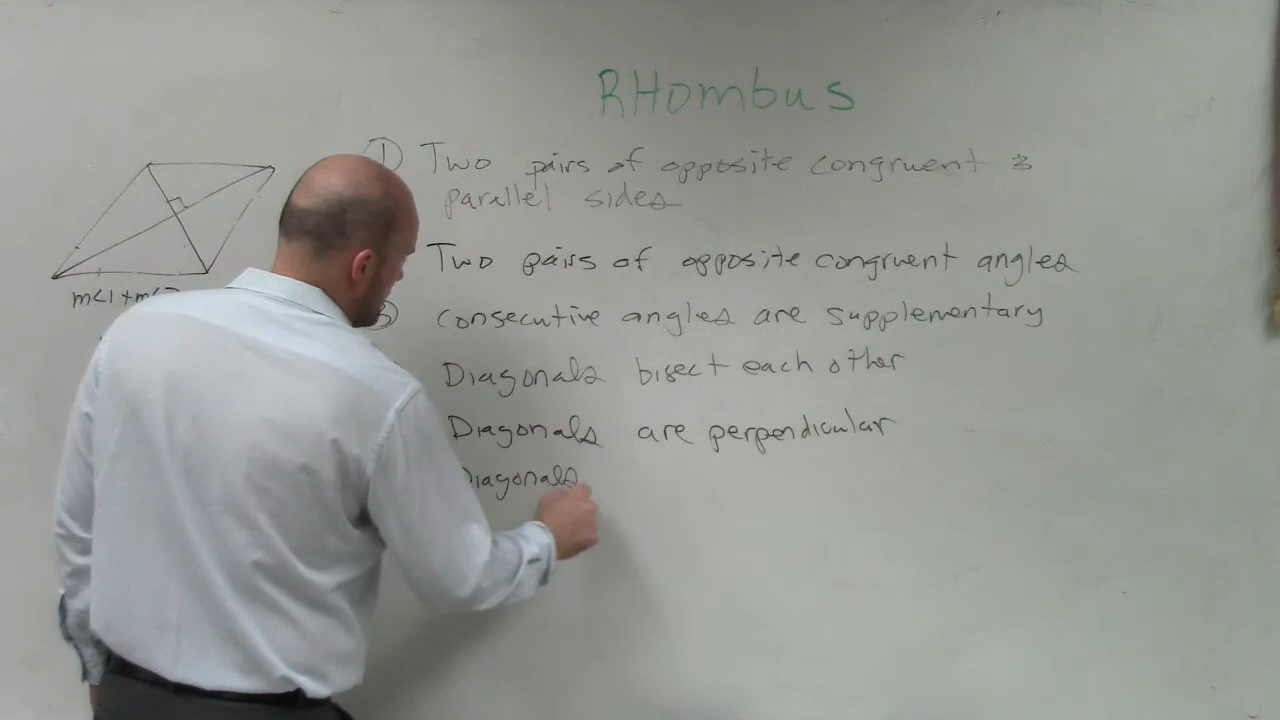 RHombus
① Two pairs of opposite congruent &
parallel sides
Two pairs of opposite congruent angles
consecutive angles are supplementary
Diagonals bisect each other
Diagonals are perpendicular
Diagonals
m<1 + m<